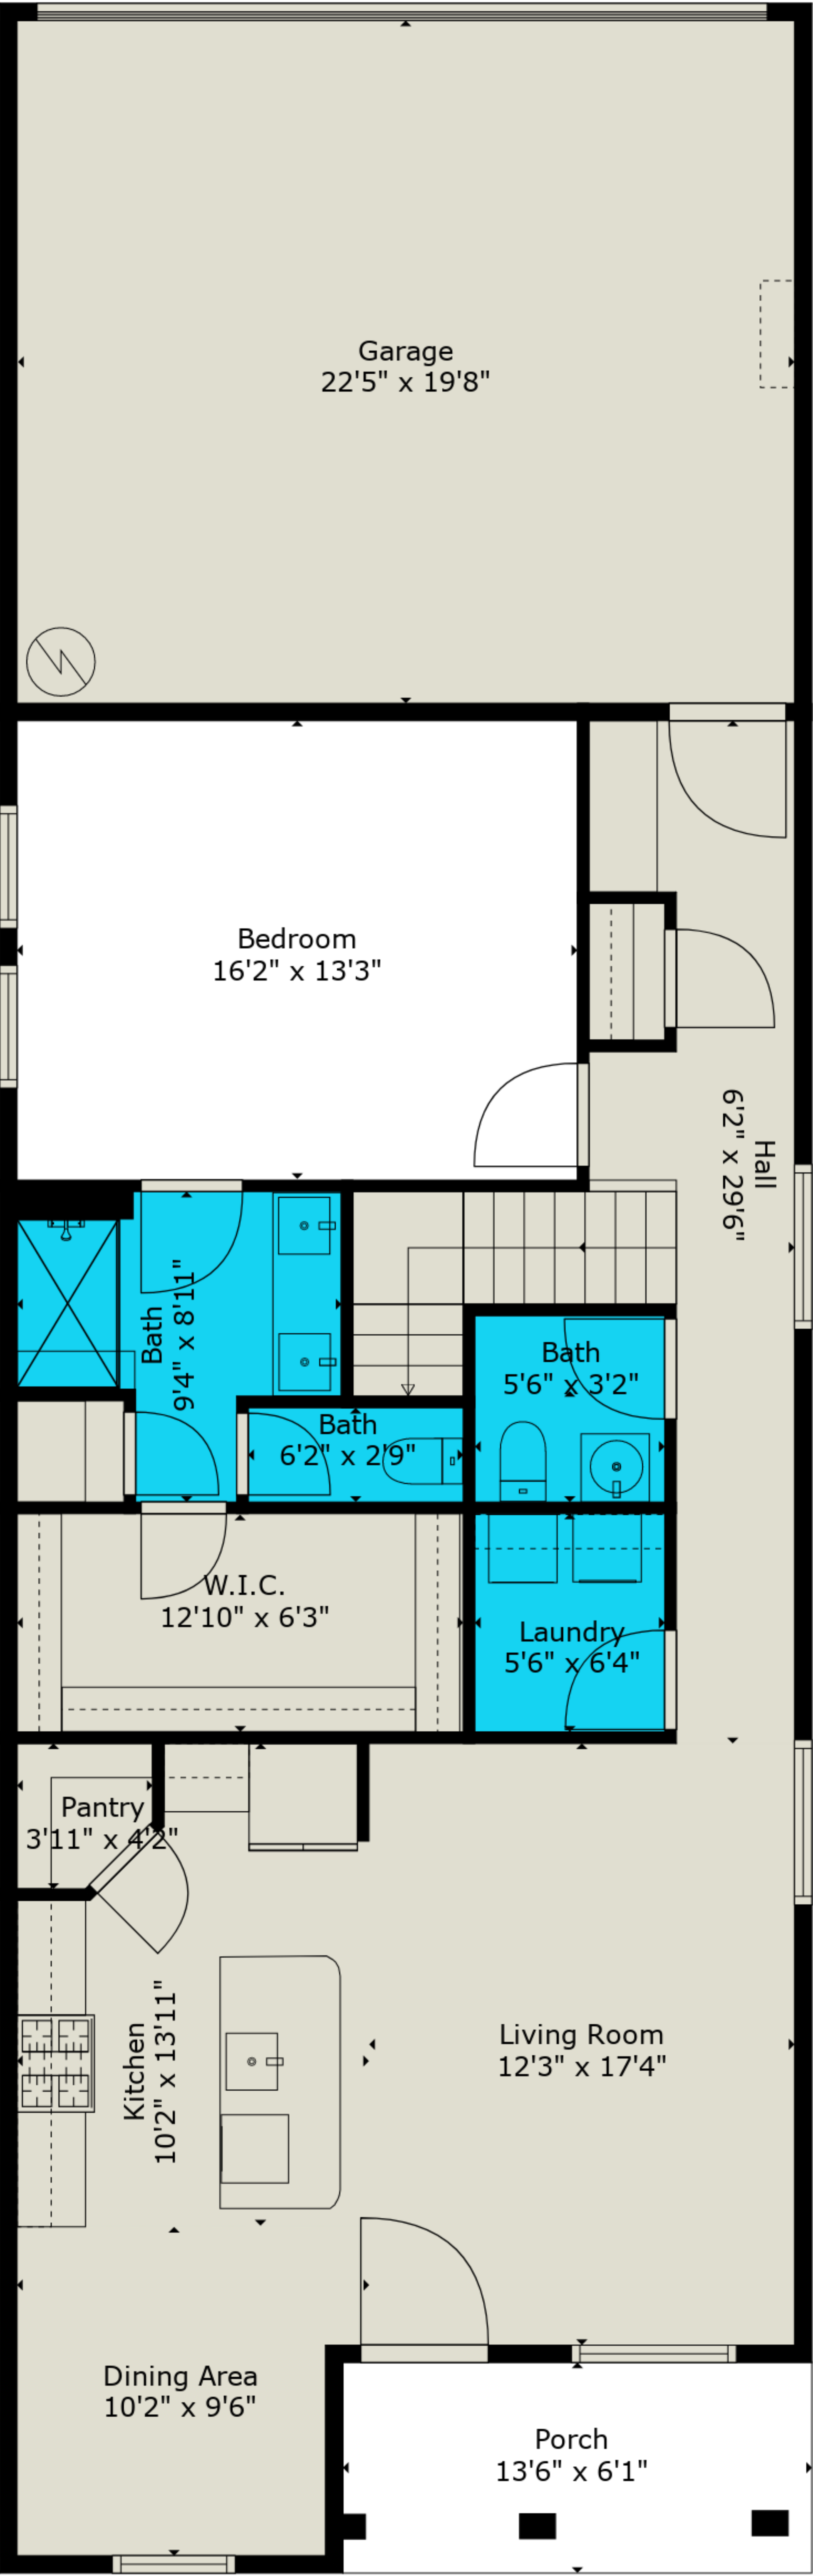 Garage
22'5" x 19'8"
Bedroom
16'2" x 13'3"
Hall
6'2" x 29'6"
Bath
9'4" x 8'11"
Bath
5'6" x 3'2"
Bath
6'2" x 2'9"
W.I.C.
12'10" x 6'3"
Laundry
5'6" x 6'4"
Pantry
3'11" x 4'2"
Kitchen
10'2" x 13'11"
Living Room
12'3" x 17'4"
Dining Area
10'2" x 9'6"
Porch
13'6" x 6'1"